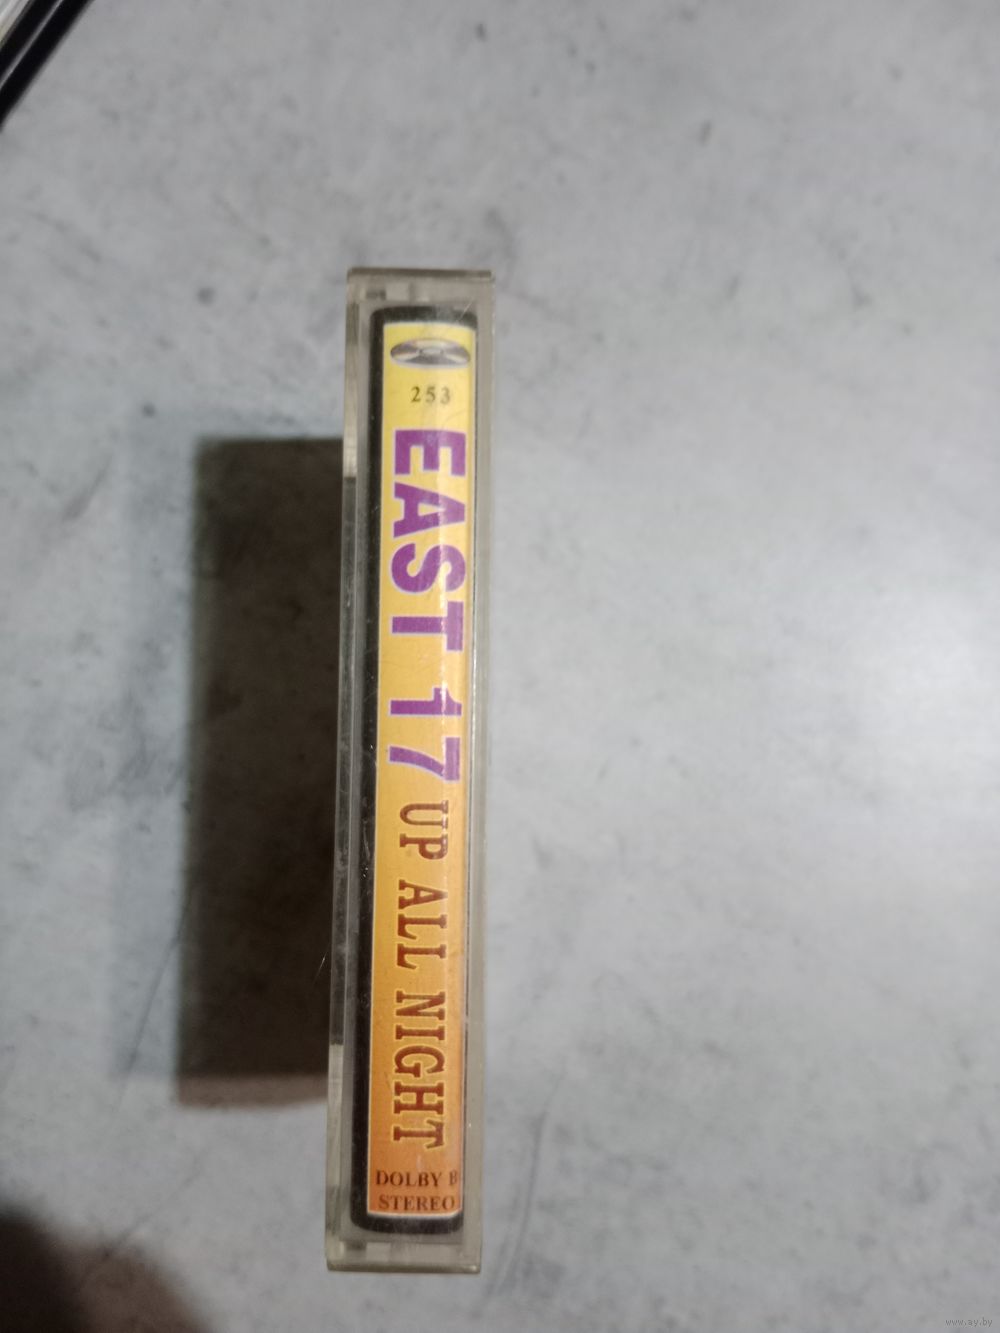 253
EAST 17
UP ALL NIGHT
DOLBY B
STEREO
www.ay.by